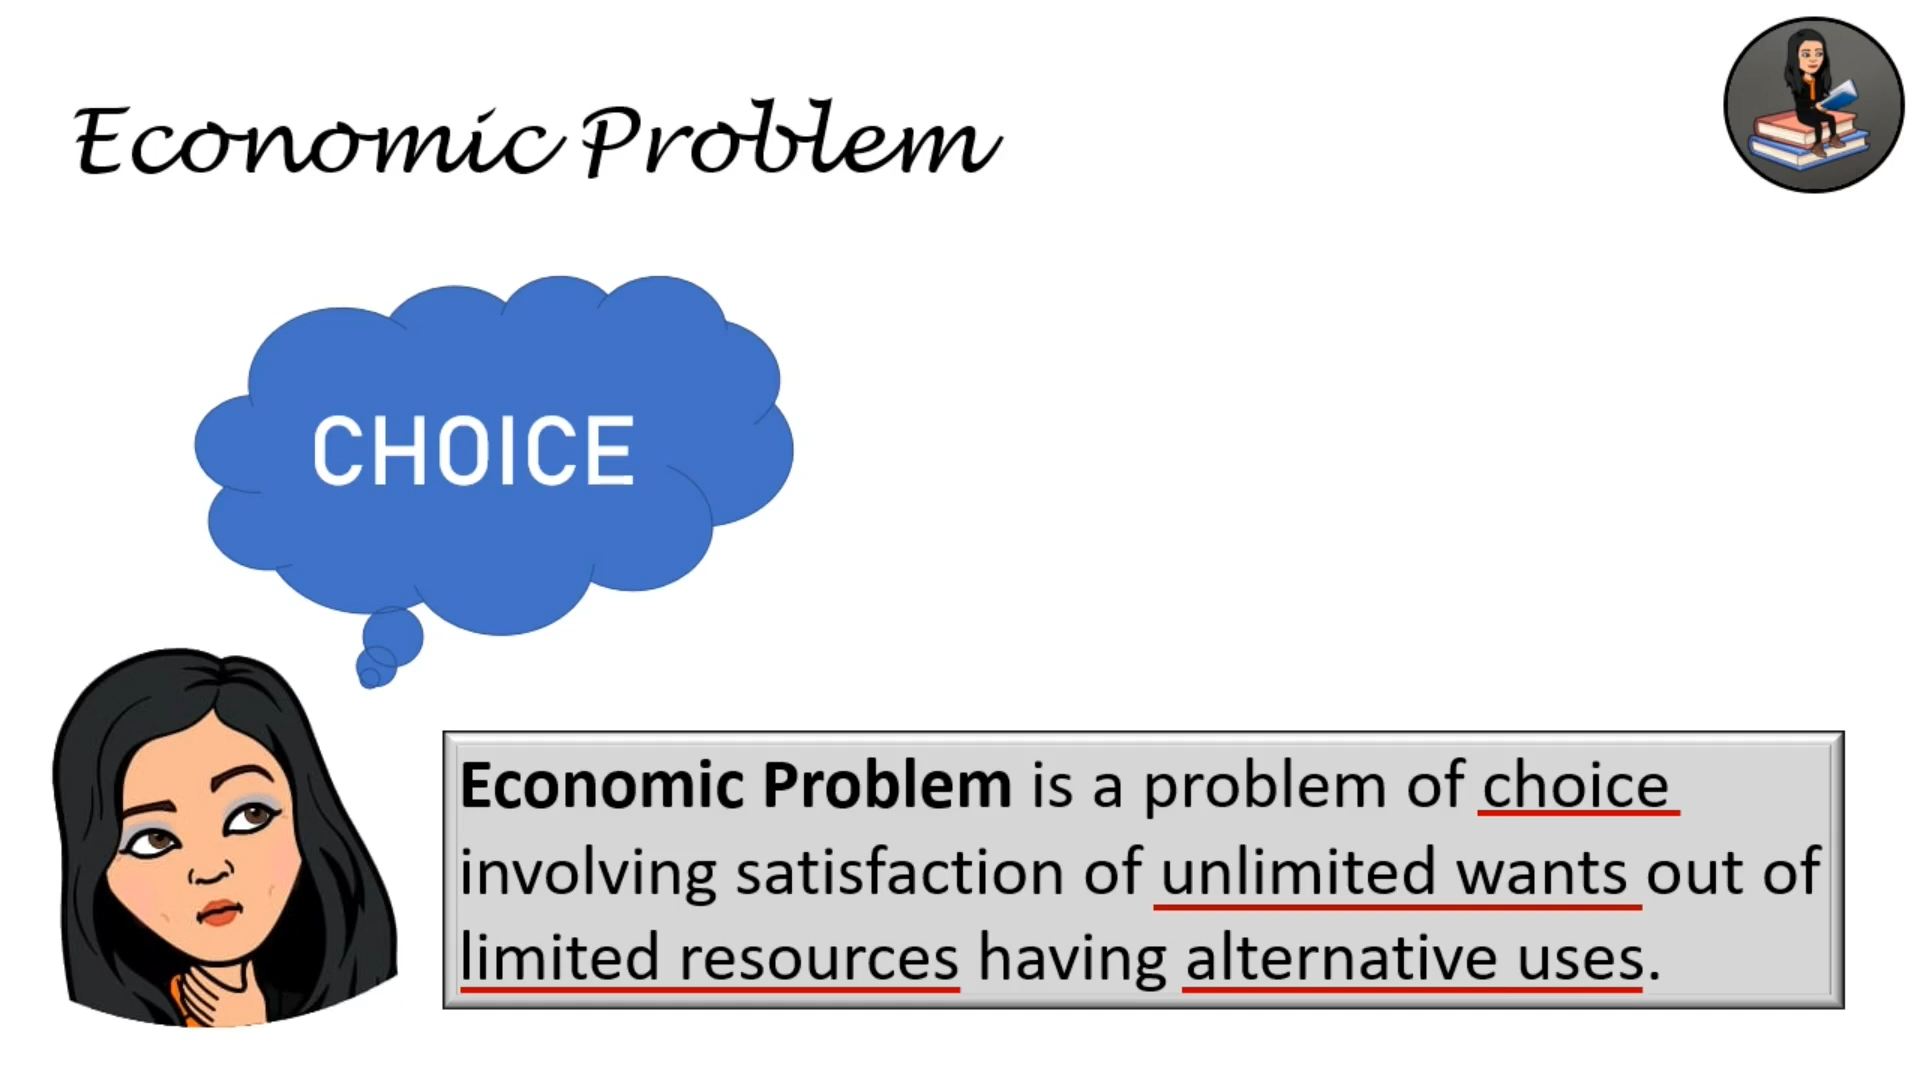 Economic Problem
CHOICE
Economic Problem is a problem of choice
involving satisfaction of unlimited wants out of
limited resources having alternative uses.